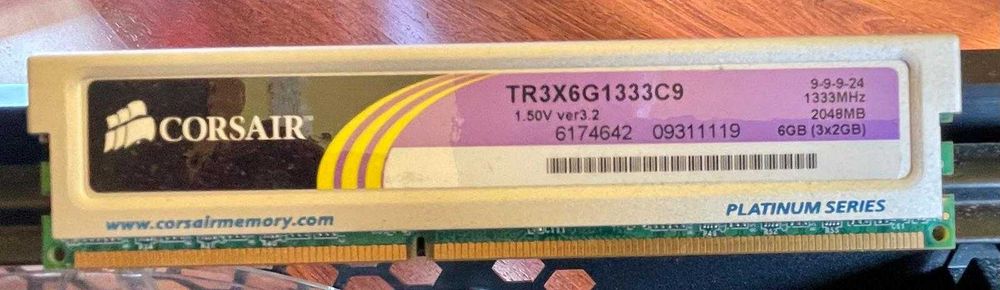 CORSAIR
TR3X6G1333C9
1.50V ver3.2
6174642 09311119
9-9-9-24
1333MHz
2048MB
6GB (3x2GB)
www.corsairmemory.com
PLATINUM SERIES